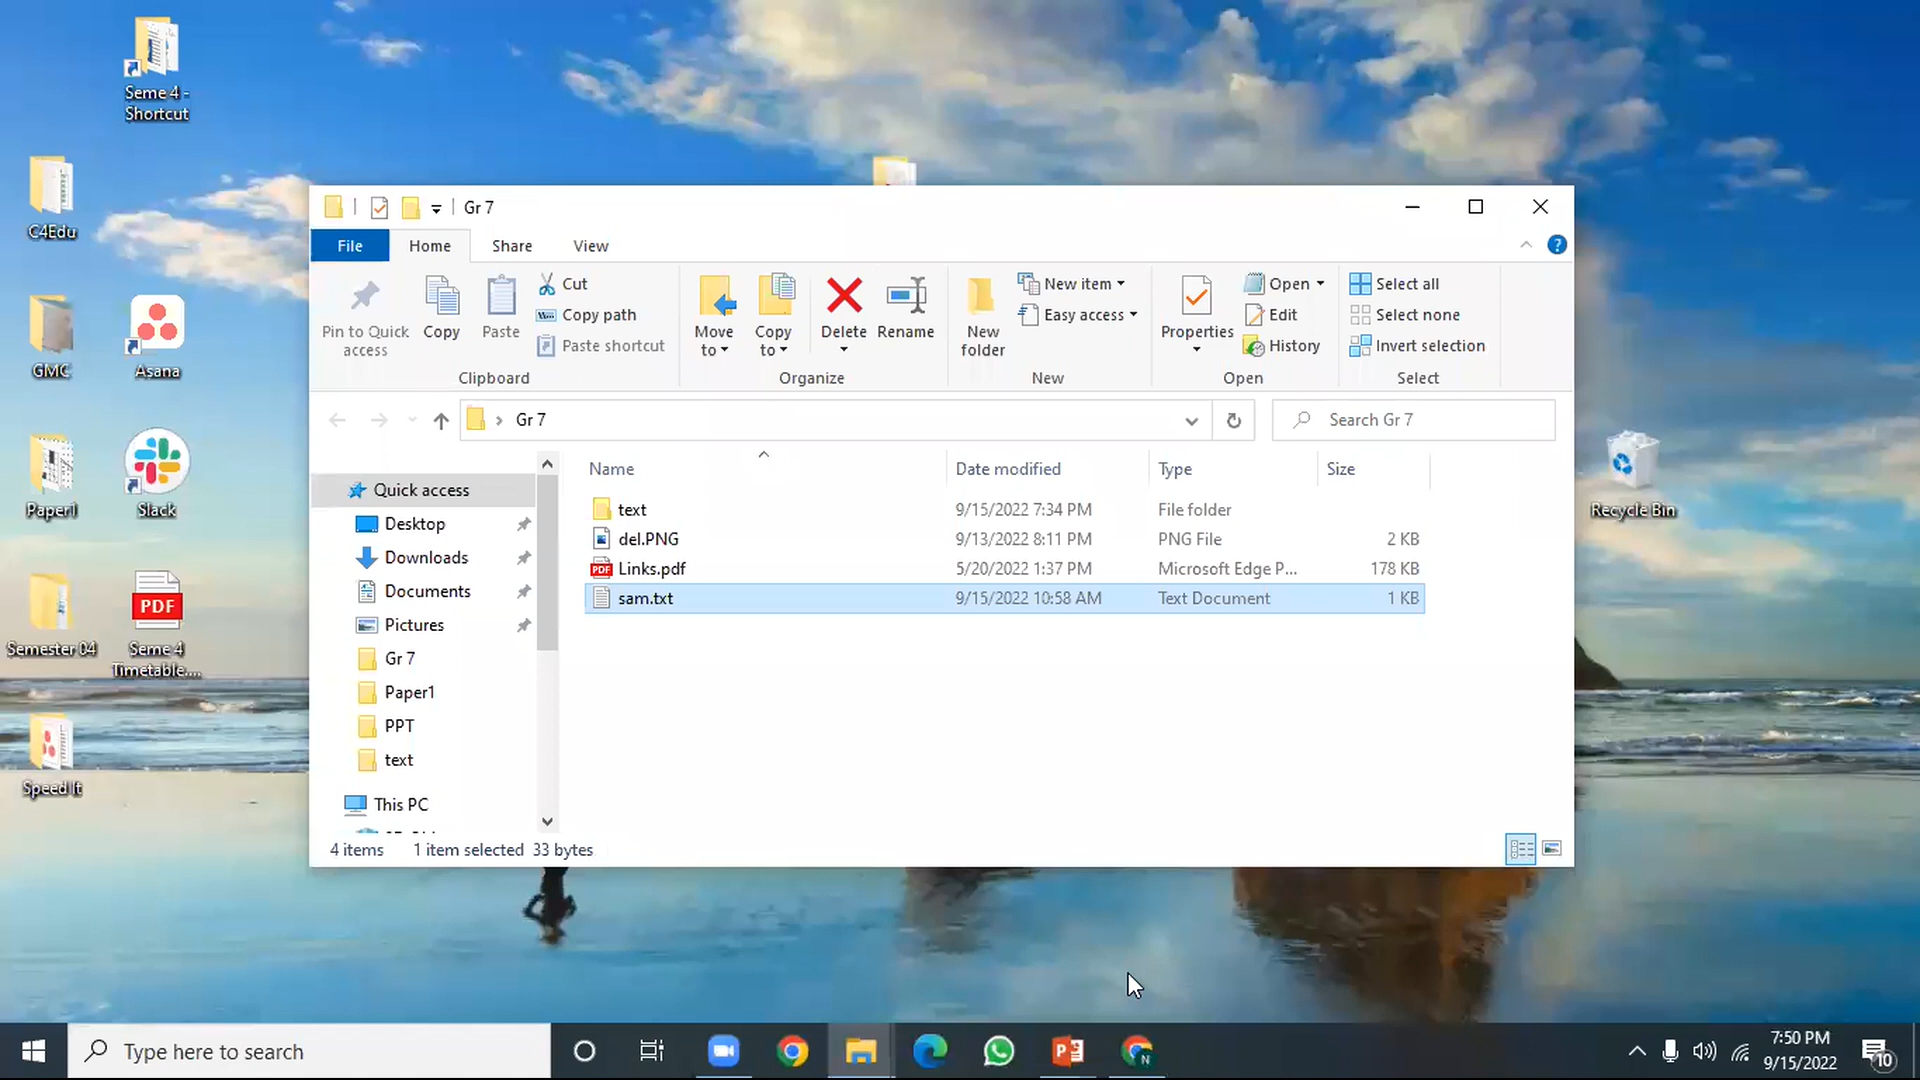 Seme 4 -
Shortcut
C4Edu
GMC
Asana
Paper1
Slack
Semester 04
PDF
Seme 4
Timetable....
Speed It
Recycle Bin
Gr 7
File
Home
Share
View
?
Pin to Quick
access
Copy
Paste
Cut
Copy path
Paste shortcut
Clipboard
Move
to
Copy
to
Delete
Rename
Organize
New
folder
New item
Easy access
New
Properties
Open
Edit
History
Open
Select all
Select none
Invert selection
Select
Gr 7
Search Gr 7
Quick access
Desktop
Downloads
Documents
Pictures
Gr 7
Paper1
PPT
text
This PC
Name Date modified Type Size
text 9/15/2022 7:34 PM File folder
del.PNG 9/13/2022 8:11 PM PNG File 2 KB
PDF Links.pdf 5/20/2022 1:37 PM Microsoft Edge P... 178 KB
sam.txt 9/15/2022 10:58 AM Text Document 1 KB
4 items 1 item selected 33 bytes
Type here to search
P
N
7:50 PM
9/15/2022
10